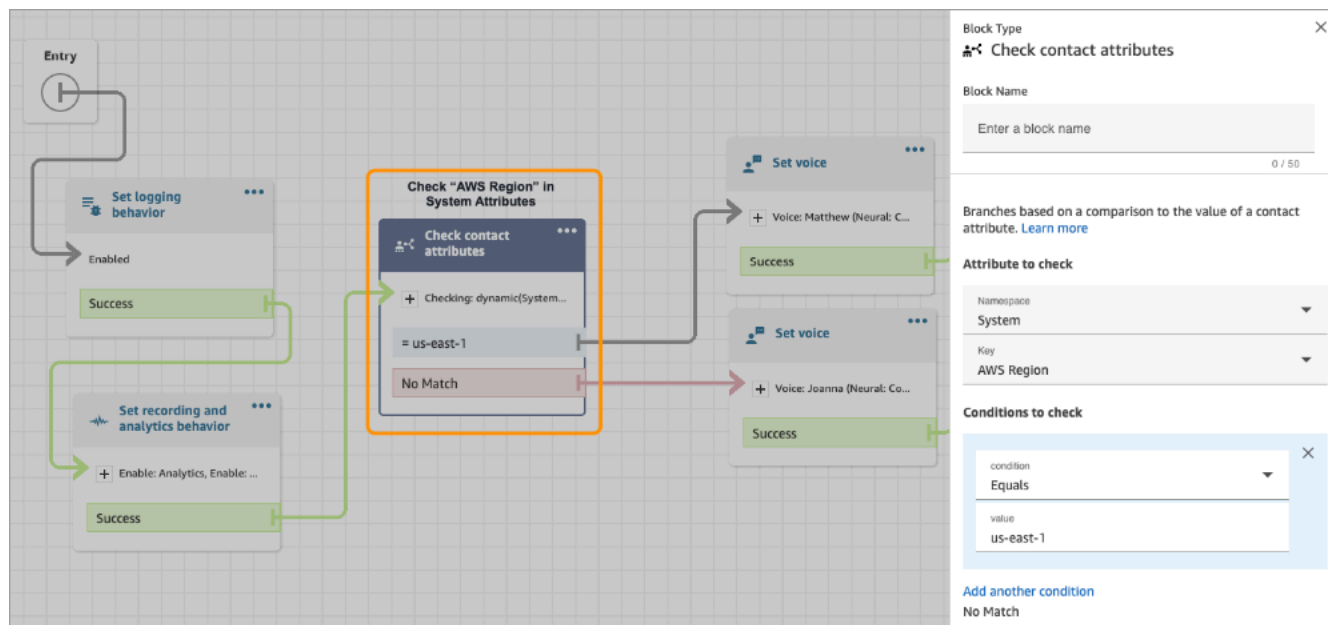 Entry
Set logging
behavior
Enabled
Success
Set recording and
analytics behavior
Enable: Analytics, Enable: ...
Success
Check “AWS Region” in
System Attributes
Check contact
attributes
Checking: dynamic(System...
= us-east-1
No Match
Set voice
Voice: Matthew (Neural: C...
Success
Set voice
Voice: Joanna (Neural: Co...
Success
Block Type
Check contact attributes
Block Name
Enter a block name
0 / 50
Branches based on a comparison to the value of a contact
attribute. Learn more
Attribute to check
Namespace
System
Key
AWS Region
Conditions to check
condition
Equals
value
us-east-1
Add another condition
No Match